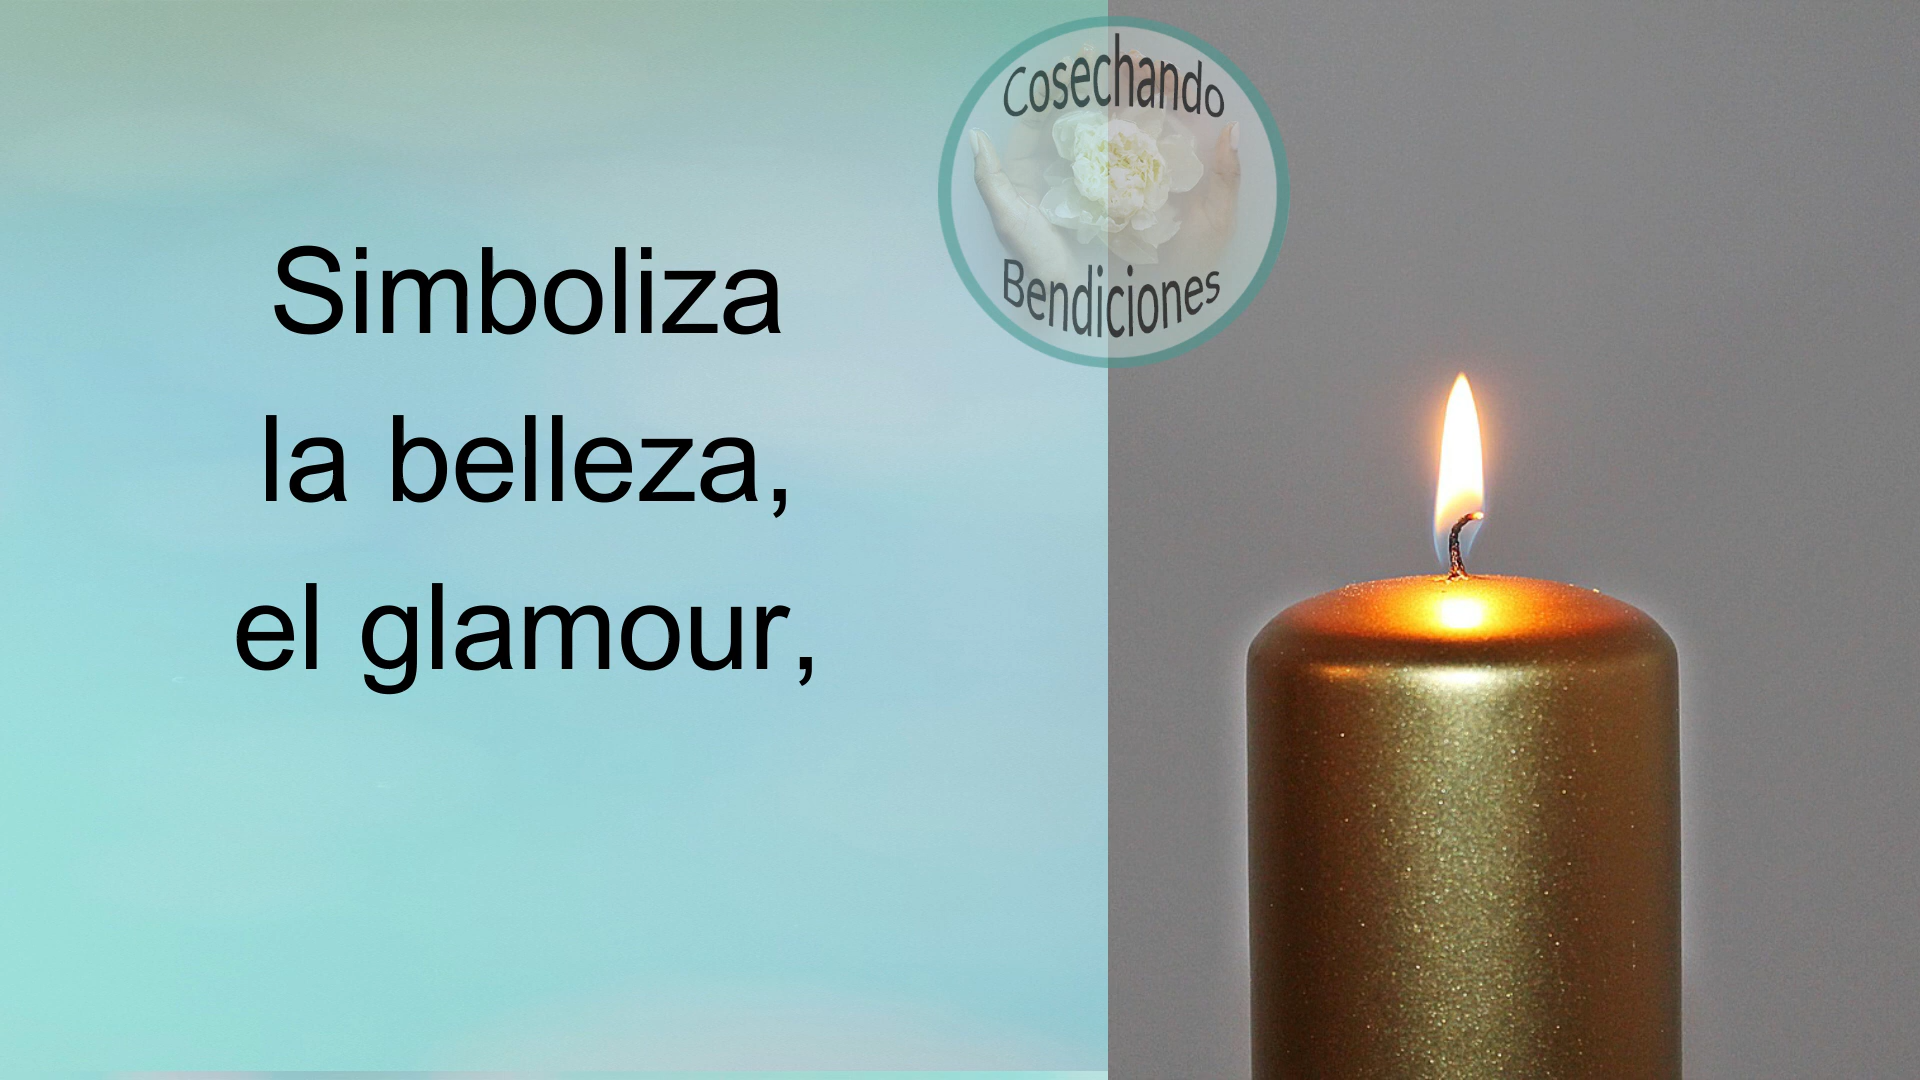 Cosechando
Bendiciones
Simboliza
la belleza,
el glamour,